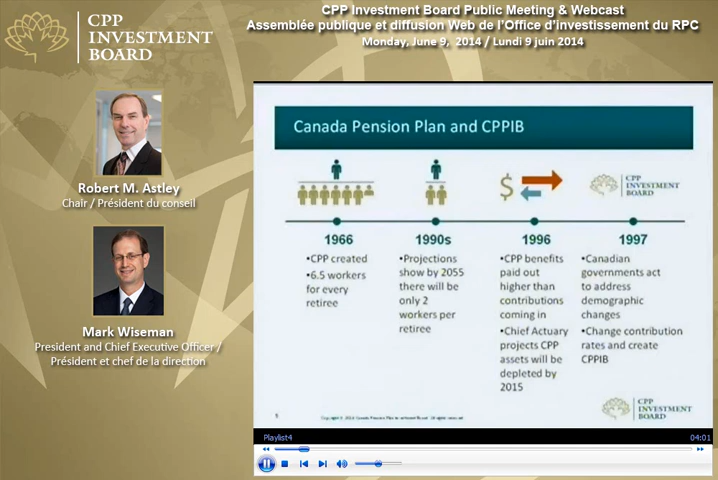 CPP
INVESTMENT
BOARD
CPP Investment Board Public Meeting & Webcast
Assemblée publique et diffusion Web de l'Office d'investissement du RPC
Monday, June 9, 2014 / Lundi 9 juin 2014
Robert M. Astley
Chair / Président du conseil
Mark Wiseman
President and Chief Executive Officer /
Président et chef de la direction
Canada Pension Plan and CPPIB
$
CPP
INVESTMENT
BOARD
1966
•CPP created
•6.5 workers
for every
retiree
1990s
•Projections
show by 2055
there will be
only 2
workers per
retiree
1996
•CPP benefits
paid out
higher than
contributions
coming in
•Chief Actuary
projects CPP
assets will be
depleted by
2015
1997
•Canadian
governments act
to address
demographic
changes
•Change contribution
rates and create
CPPIB
CPP
INVESTMENT
BOARD
Playlist4
04:01